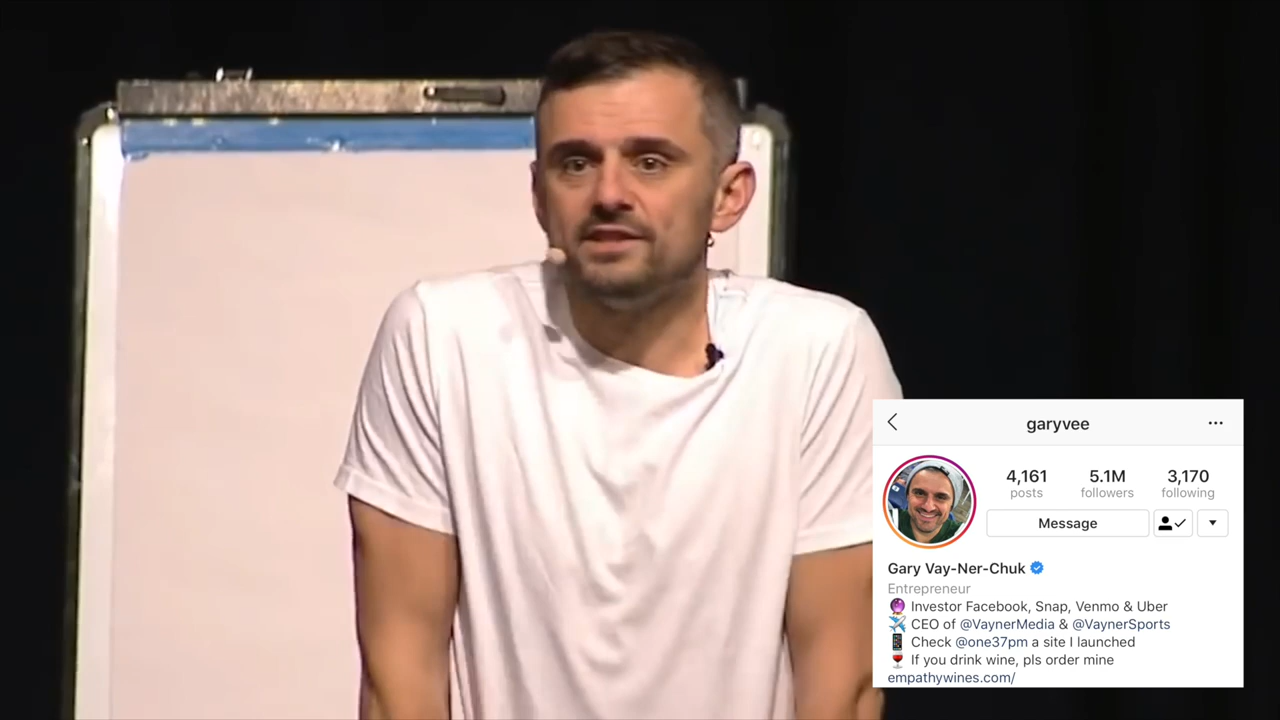 garyvee
4,161 5.1M 3,170
posts followers following
Message
Gary Vay-Ner-Chuk
Entrepreneur
🔮 Investor Facebook, Snap, Venmo & Uber
✈️ CEO of @VaynerMedia & @VaynerSports
📱 Check @one37pm a site I launched
🍷 If you drink wine, pls order mine
empathywines.com/